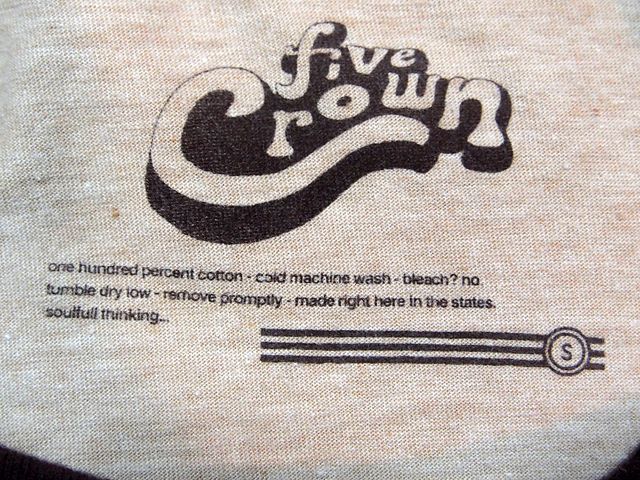 five
Crown
one hundred percent cotton - cold machine wash - bleach? no.
tumble dry low - remove promptly - made right here in the states.
soulfull thinking...
S